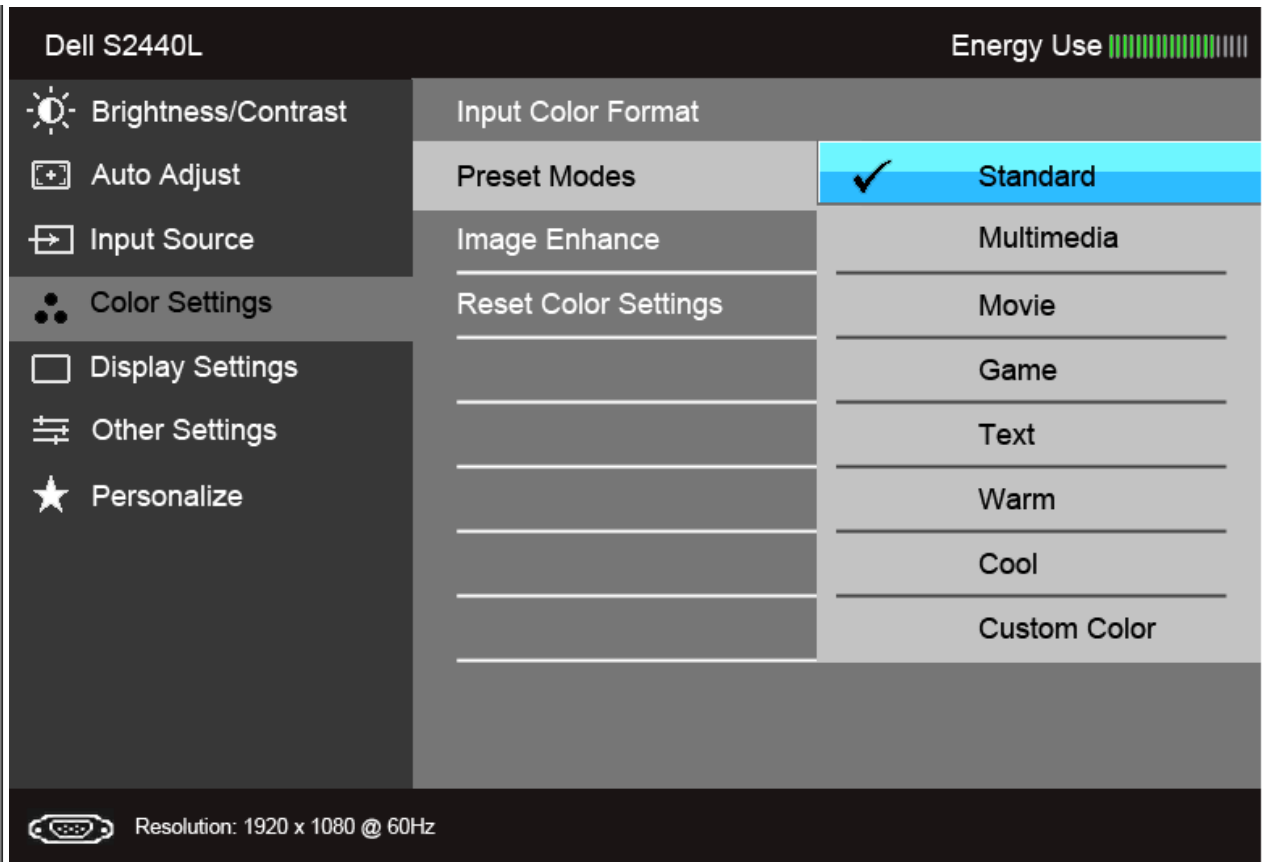 Dell S2440L
Energy Use
Brightness/Contrast
Auto Adjust
Input Source
Color Settings
Display Settings
Other Settings
Personalize
Input Color Format
Preset Modes
Image Enhance
Reset Color Settings
Standard
Multimedia
Movie
Game
Text
Warm
Cool
Custom Color
Resolution: 1920 x 1080 @ 60Hz